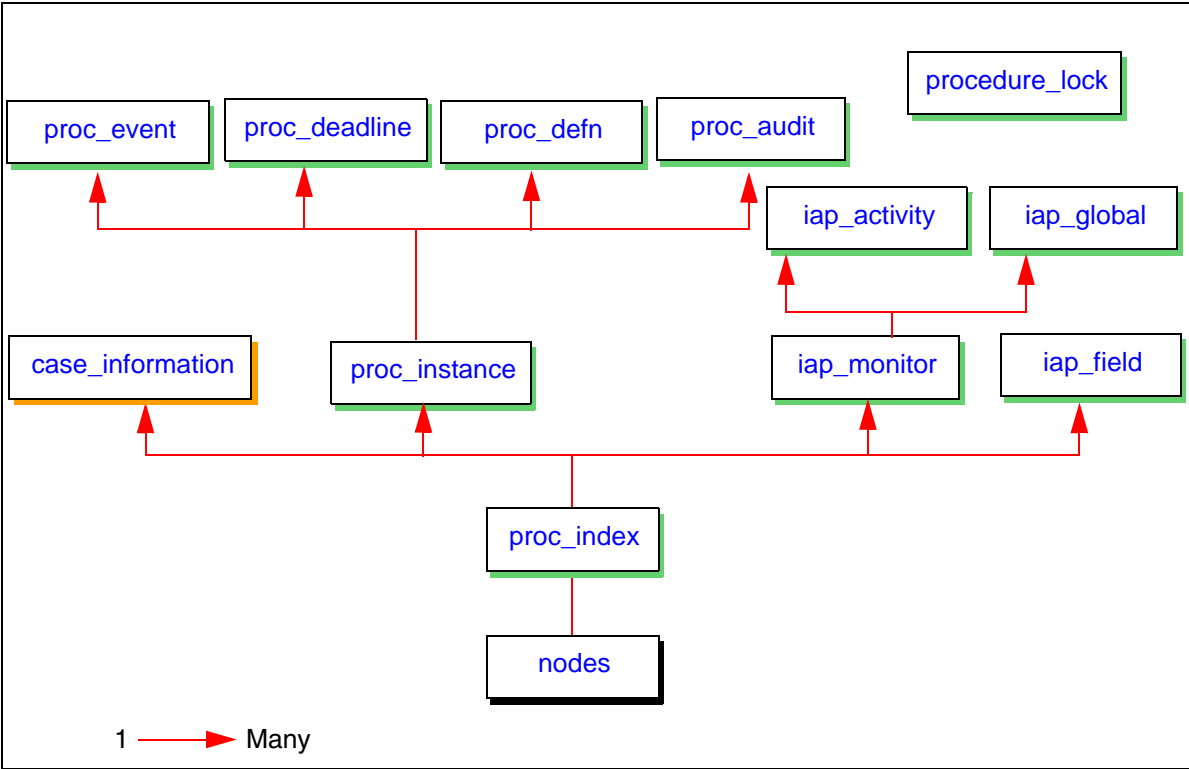 procedure_lock
proc_event
proc_deadline
proc_defn
proc_audit
iap_activity
iap_global
case_information
proc_instance
iap_monitor
iap_field
proc_index
nodes
1 Many